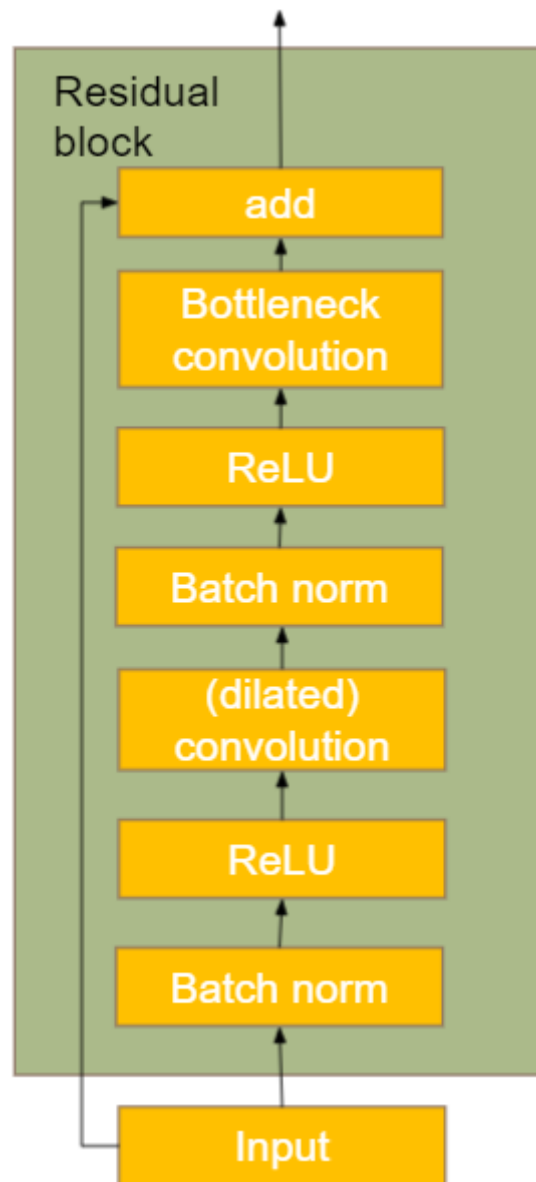 Residual
block
add
Bottleneck
convolution
ReLU
Batch norm
(dilated)
convolution
ReLU
Batch norm
Input